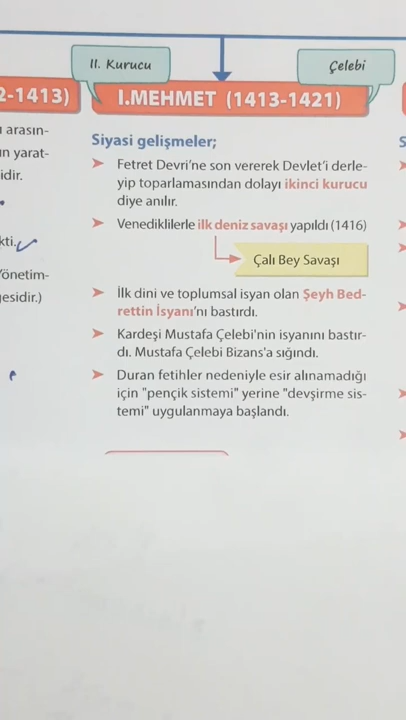 II. Kurucu
Çelebi
2-1413)
I.MEHMET (1413-1421)
arasın-
yarat-
idir.
kti.
Yönetim-
esidir.)
Siyasi gelişmeler;
Fetret Devri'ne son vererek Devlet'i derle-
yip toparlamasından dolayı ikinci kurucu
diye anılır.
Venediklilerle ilk deniz savaşı yapıldı (1416)
Çalı Bey Savaşı
İlk dini ve toplumsal isyan olan Şeyh Bed-
rettin İsyanı'nı bastırdı.
Kardeşi Mustafa Çelebi'nin isyanını bastır-
dı. Mustafa Çelebi Bizans'a sığındı.
Duran fetihler nedeniyle esir alınamadığı
için "pençik sistemi" yerine "devşirme sis-
temi" uygulanmaya başlandı.